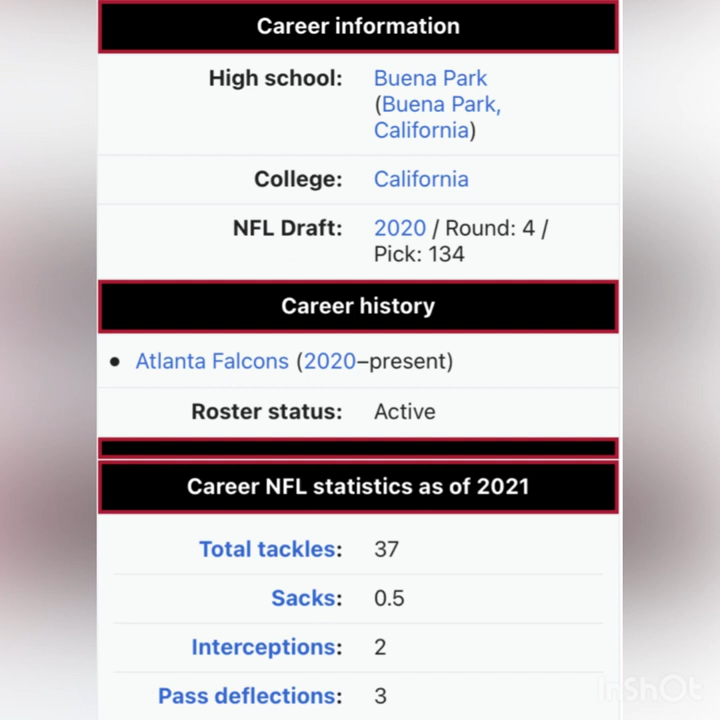 Career information
High school: Buena Park
(Buena Park,
California)
College: California
NFL Draft: 2020 / Round: 4 /
Pick: 134
Career history
• Atlanta Falcons (2020–present)
Roster status: Active
Career NFL statistics as of 2021
Total tackles: 37
Sacks: 0.5
Interceptions: 2
Pass deflections: 3
InShOt